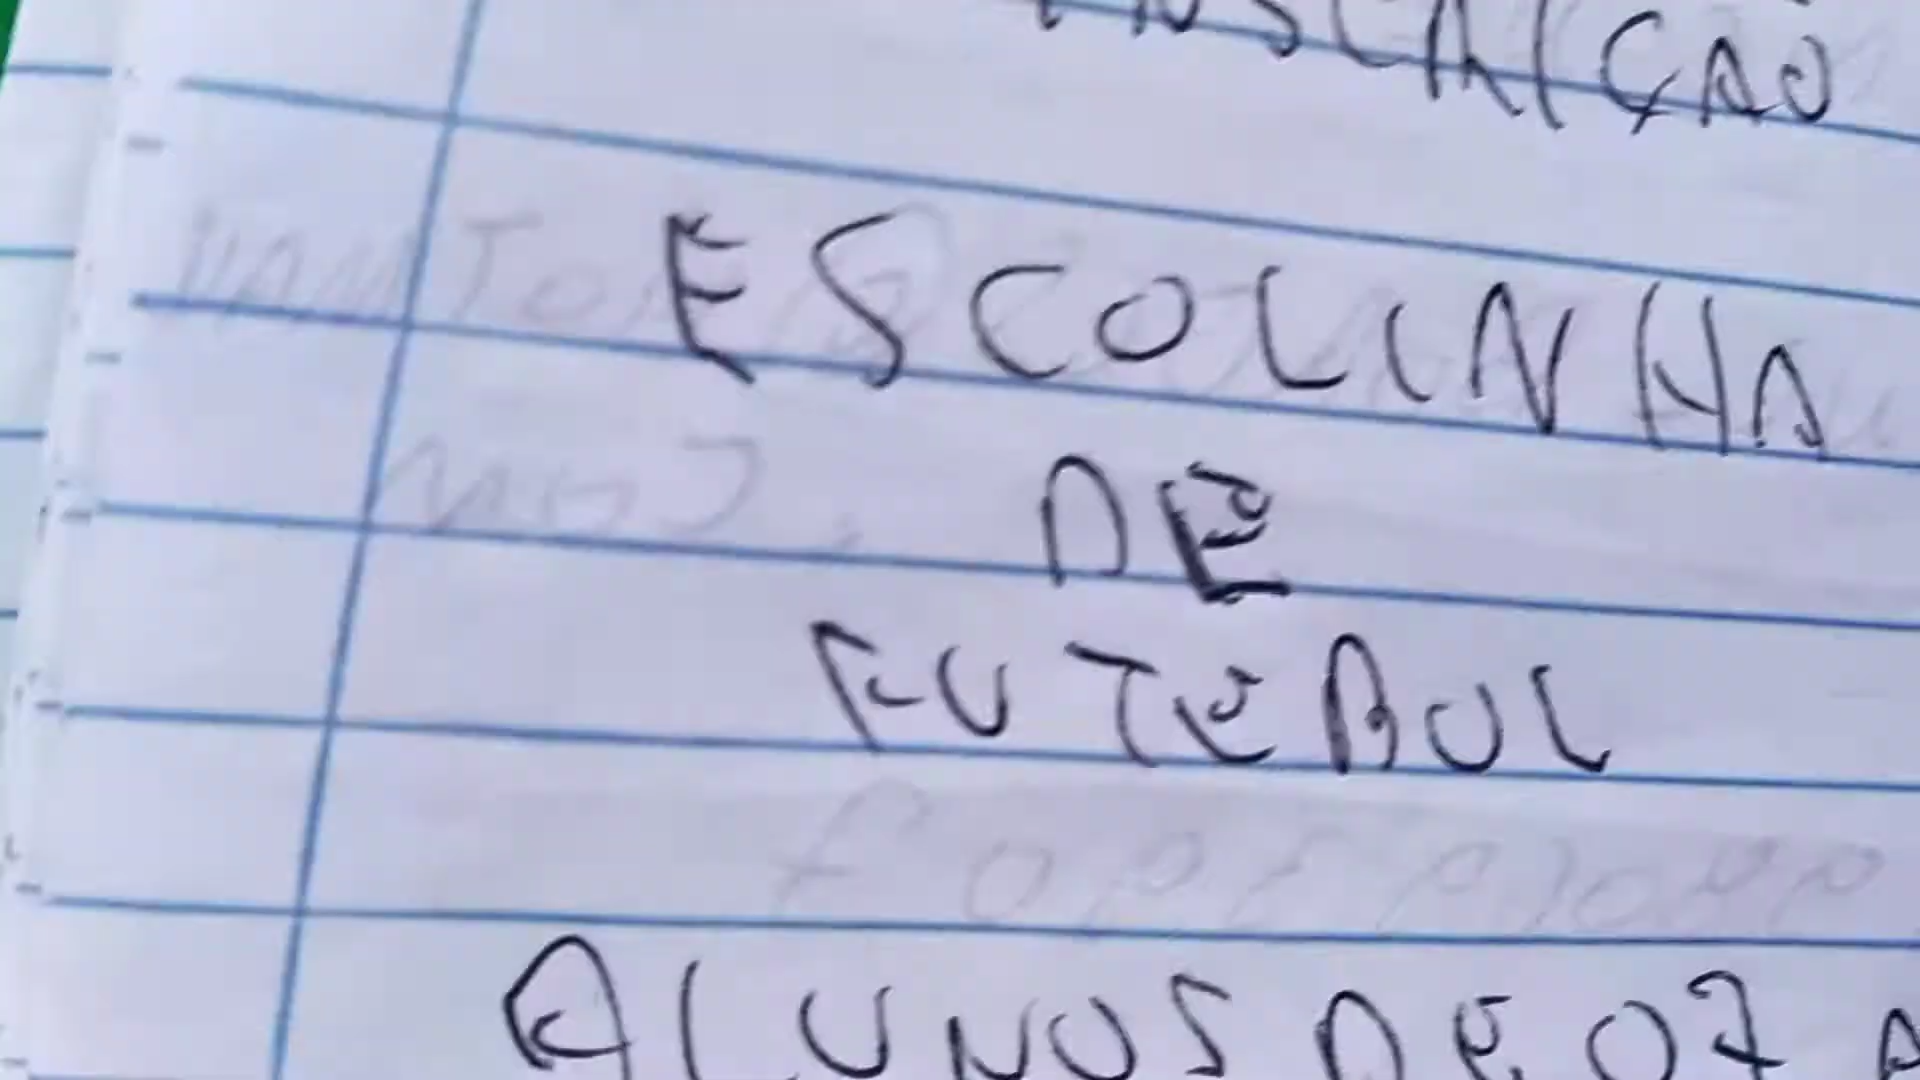 INSCRIÇÃO
ESCOLINHA
DE
FUTEBOL
ALUNOS DE 07 A